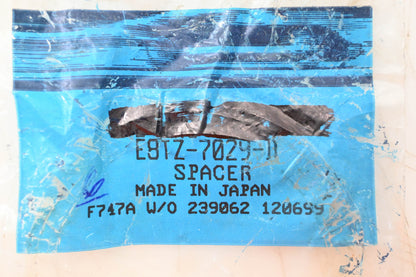 E9TZ-7029-D
SPACER
MADE IN JAPAN
F747A W/O 239062 120699